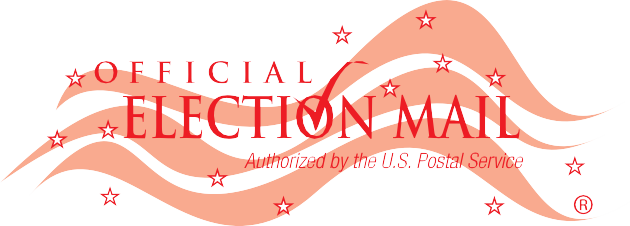 OFFICIAL
ELECTION MAIL
Authorized by the U.S. Postal Service
®